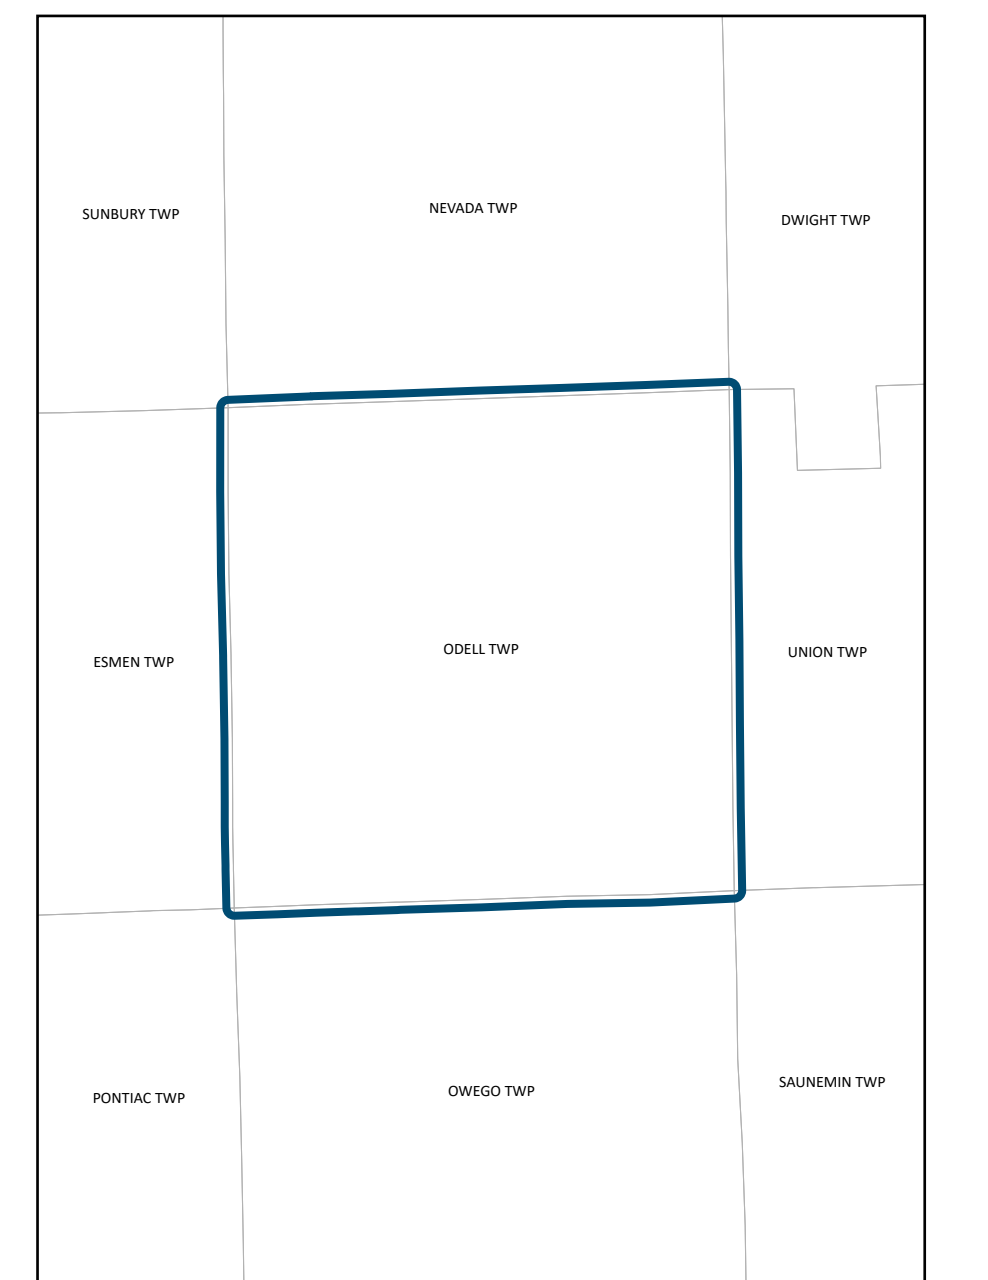 SUNBURY TWP
NEVADA TWP
DWIGHT TWP
ESMEN TWP
ODELL TWP
UNION TWP
PONTIAC TWP
OWEGO TWP
SAUNEMIN TWP